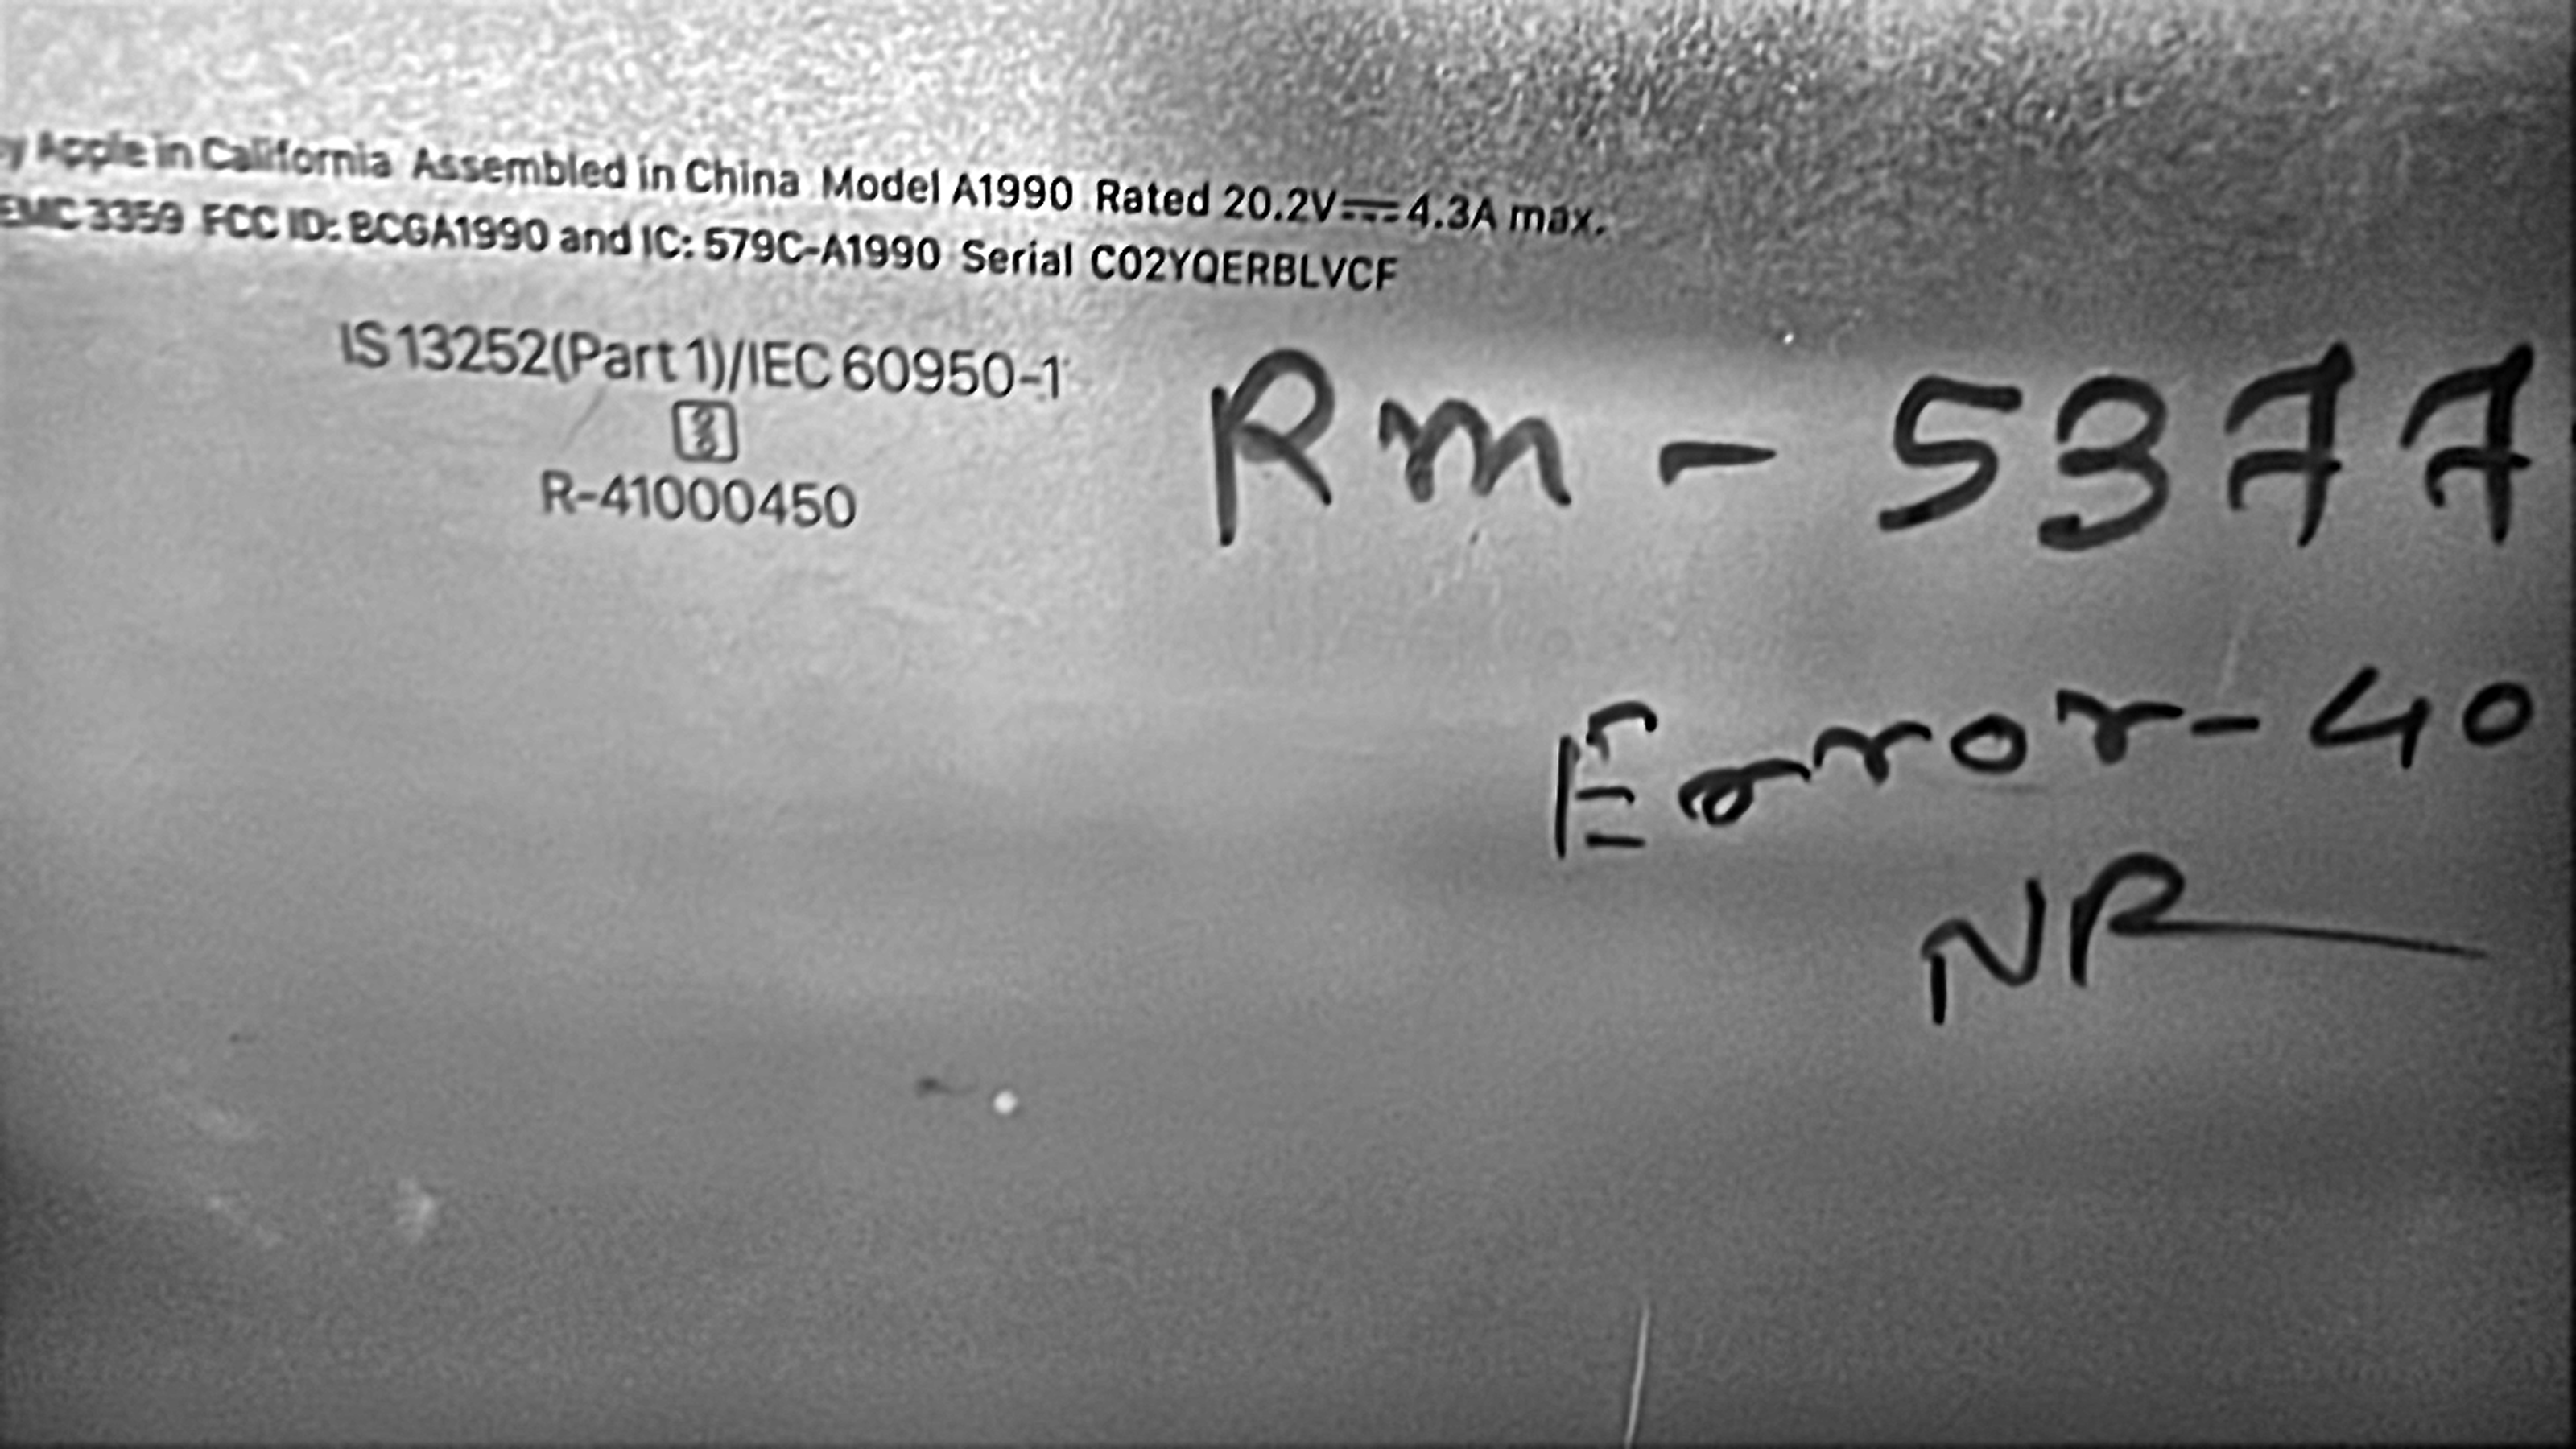 y Apple in California Assembled in China Model A1990 Rated 20.2V⎓4.3A max.
EMC 3359 FCC ID: BCGA1990 and IC: 579C-A1990 Serial C02YQERBLVCF
IS 13252(Part 1)/IEC 60950-1
R-41000450
Rm - 5377
Error-40
NR